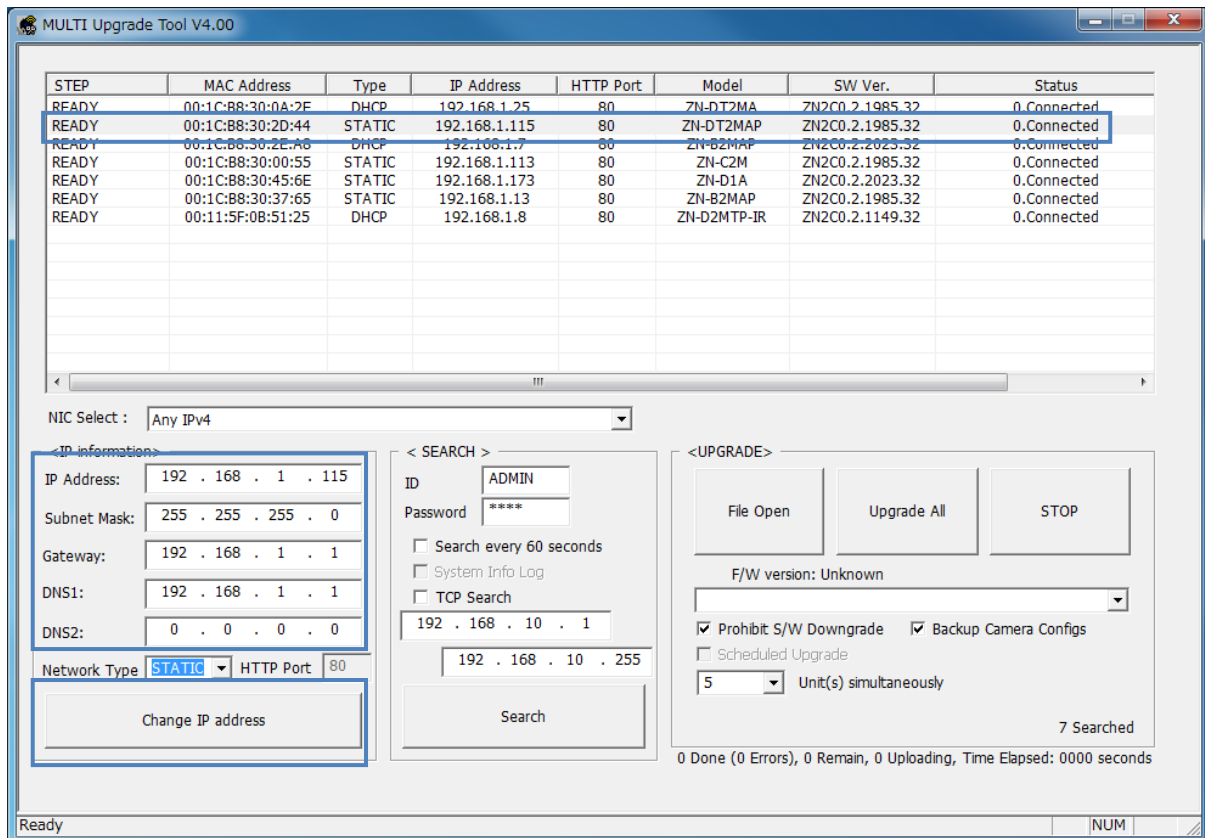 MULTI Upgrade Tool V4.00
STEP MAC Address Type IP Address HTTP Port Model SW Ver. Status
READY 00:1C:B8:30:0A:2F DHCP 192.168.1.25 80 ZN-DT2MA ZN2C0.2.1985.32 0.Connected
READY 00:1C:B8:30:2D:44 STATIC 192.168.1.115 80 ZN-DT2MAP ZN2C0.2.1985.32 0.Connected
READY 00:1C:B8:30:2E:A8 DHCP 192.168.1.7 80 ZN-B2MAP ZN2C0.2.2023.32 0.Connected
READY 00:1C:B8:30:00:55 STATIC 192.168.1.113 80 ZN-C2M ZN2C0.2.1985.32 0.Connected
READY 00:1C:B8:30:45:6E STATIC 192.168.1.173 80 ZN-D1A ZN2C0.2.2023.32 0.Connected
READY 00:1C:B8:30:37:65 STATIC 192.168.1.13 80 ZN-B2MAP ZN2C0.2.1985.32 0.Connected
READY 00:11:5F:0B:51:25 DHCP 192.168.1.8 80 ZN-D2MTP-IR ZN2C0.2.1149.32 0.Connected
NIC Select : Any IPv4
<IP information>
IP Address: 192 . 168 . 1 . 115
Subnet Mask: 255 . 255 . 255 . 0
Gateway: 192 . 168 . 1 . 1
DNS1: 192 . 168 . 1 . 1
DNS2: 0 . 0 . 0 . 0
Network Type STATIC HTTP Port 80
Change IP address
< SEARCH >
ID ADMIN
Password ****
Search every 60 seconds
System Info Log
TCP Search
192 . 168 . 10 . 1
192 . 168 . 10 . 255
Search
<UPGRADE>
File Open Upgrade All STOP
F/W version: Unknown
Prohibit S/W Downgrade Backup Camera Configs
Scheduled Upgrade
5 Unit(s) simultaneously
7 Searched
0 Done (0 Errors), 0 Remain, 0 Uploading, Time Elapsed: 0000 seconds
Ready NUM